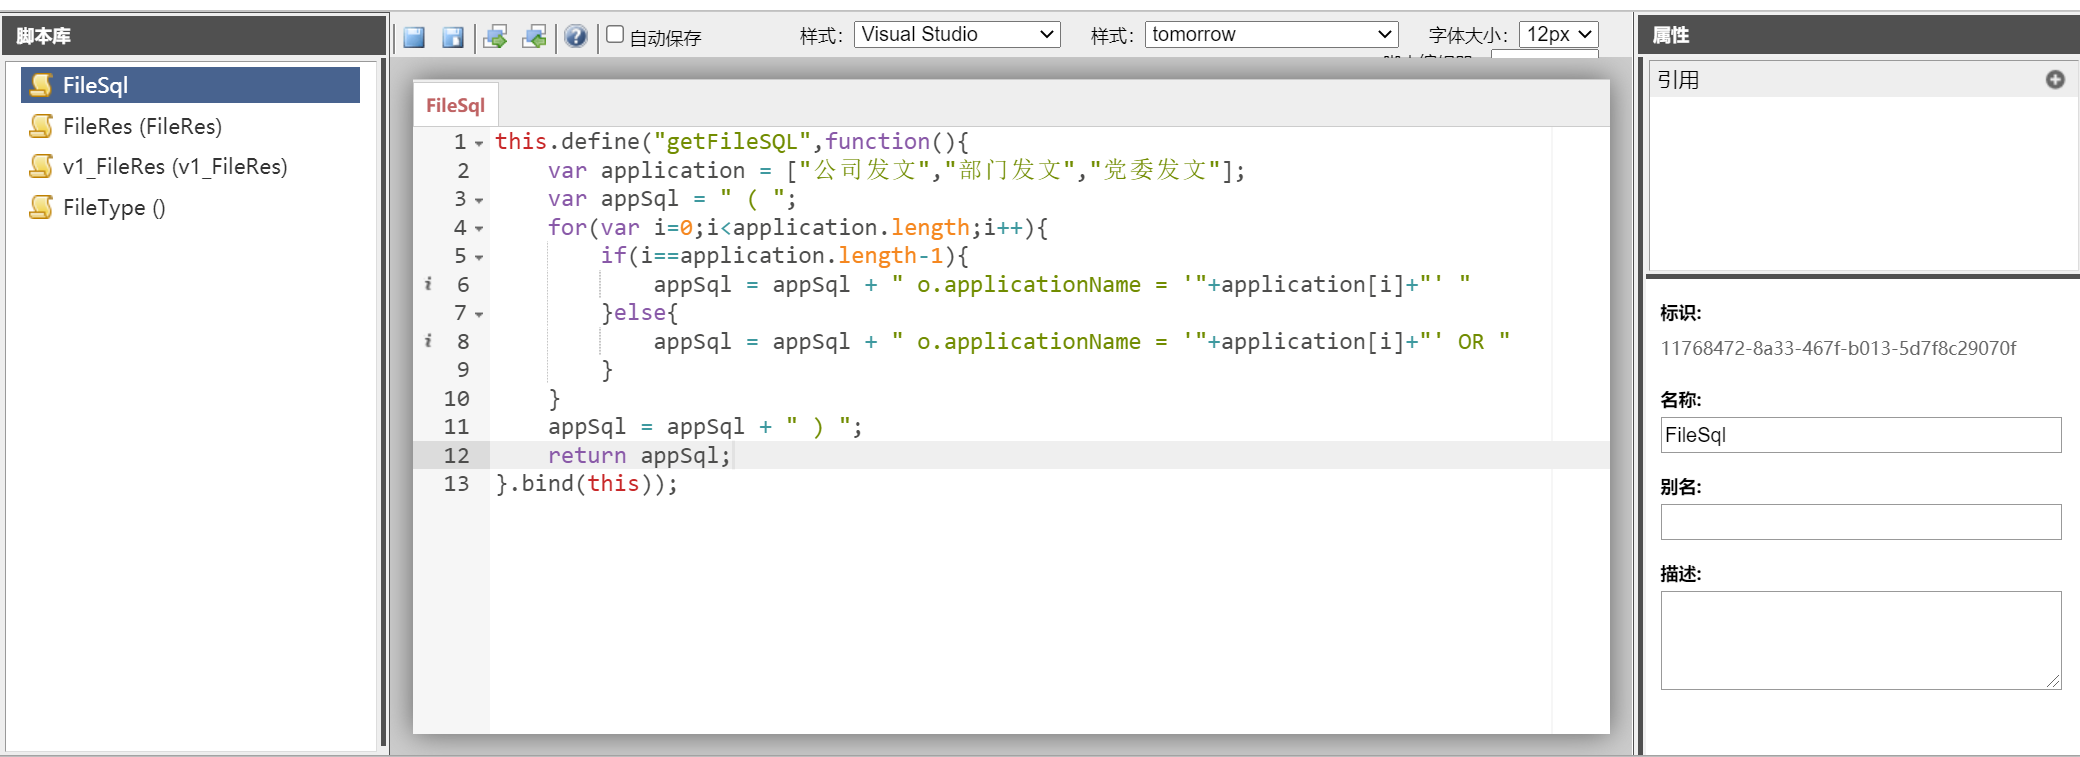 脚本库
FileSql
FileRes (FileRes)
v1_FileRes (v1_FileRes)
FileType ()
自动保存
样式:
Visual Studio
样式:
tomorrow
字体大小:
12px
FileSql
1 this.define("getFileSQL",function(){
2     var application = ["公司发文","部门发文","党委发文"];
3     var appSql = " ( ";
4     for(var i=0;i<application.length;i++){
5         if(i==application.length-1){
6             appSql = appSql + " o.applicationName = '"+application[i]+"' "
7         }else{
8             appSql = appSql + " o.applicationName = '"+application[i]+"' OR "
9         }
10     }
11     appSql = appSql + " ) ";
12     return appSql;
13 }.bind(this));
属性
引用
标识:
11768472-8a33-467f-b013-5d7f8c29070f
名称:
FileSql
别名:
描述: